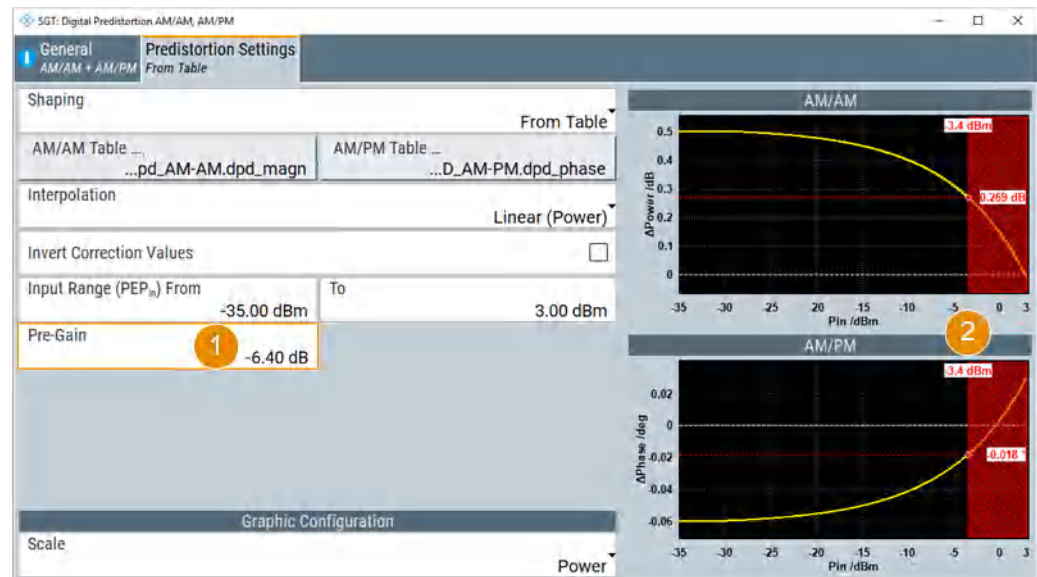 SGT: Digital Predistortion AM/AM, AM/PM
General
AM/AM + AM/PM
Predistortion Settings
From Table
Shaping
From Table
AM/AM Table ...
...pd_AM-AM.dpd_magn
AM/PM Table ...
...D_AM-PM.dpd_phase
Interpolation
Linear (Power)
Invert Correction Values
Input Range (PEPin) From
-35.00 dBm
To
3.00 dBm
Pre-Gain
1
-6.40 dB
Graphic Configuration
Scale
Power
AM/AM
-3.4 dBm
0.5
0.4
0.3
0.269 dB
0.2
0.1
0
ΔPower /dB
-35 -30 -25 -20 -15 -10 -5 0 3
Pin /dBm
2
AM/PM
-3.4 dBm
0.02
0
-0.018 °
-0.02
-0.04
-0.06
ΔPhase /deg
-35 -30 -25 -20 -15 -10 -5 0 3
Pin /dBm